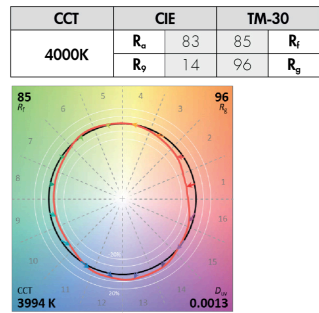 CCT CIE TM-30
4000K Ra 83 85 Rf
R9 14 96 Rg
85 96
Rf Rg
5 4
6 3
7 2
8 1
9 16
10 15
11 14
12 13
20%
20%
CCT Duv
3994 K 0.0013